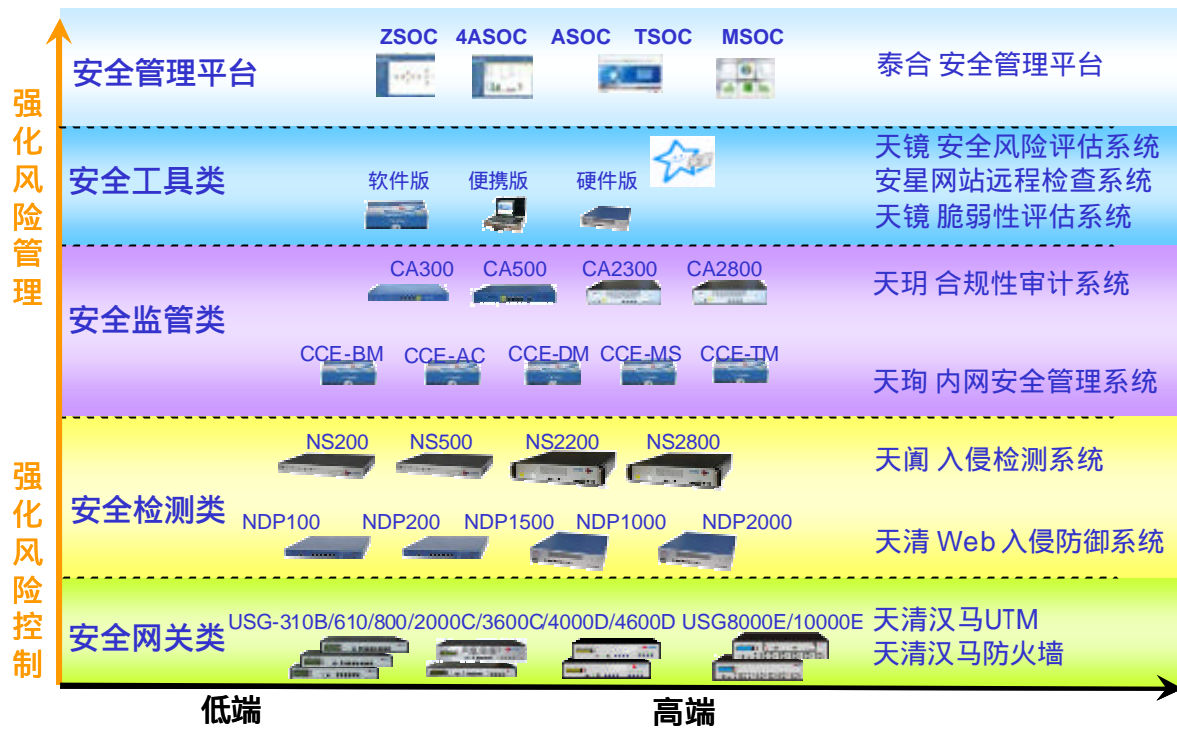 强化风险管理
强化风险控制
ZSOC 4ASOC ASOC TSOC MSOC
安全管理平台
泰合 安全管理平台
安全工具类
软件版 便携版 硬件版
天镜 安全风险评估系统
安星网站远程检查系统
天镜 脆弱性评估系统
CA300 CA500 CA2300 CA2800
天玥 合规性审计系统
安全监管类
CCE-BM CCE-AC CCE-DM CCE-MS CCE-TM
天珣 内网安全管理系统
NS200 NS500 NS2200 NS2800
天阗 入侵检测系统
安全检测类
NDP100 NDP200 NDP1500 NDP1000 NDP2000
天清 Web 入侵防御系统
USG-310B/610/800/2000C/3600C/4000D/4600D USG8000E/10000E
安全网关类
天清汉马UTM
天清汉马防火墙
低端 高端